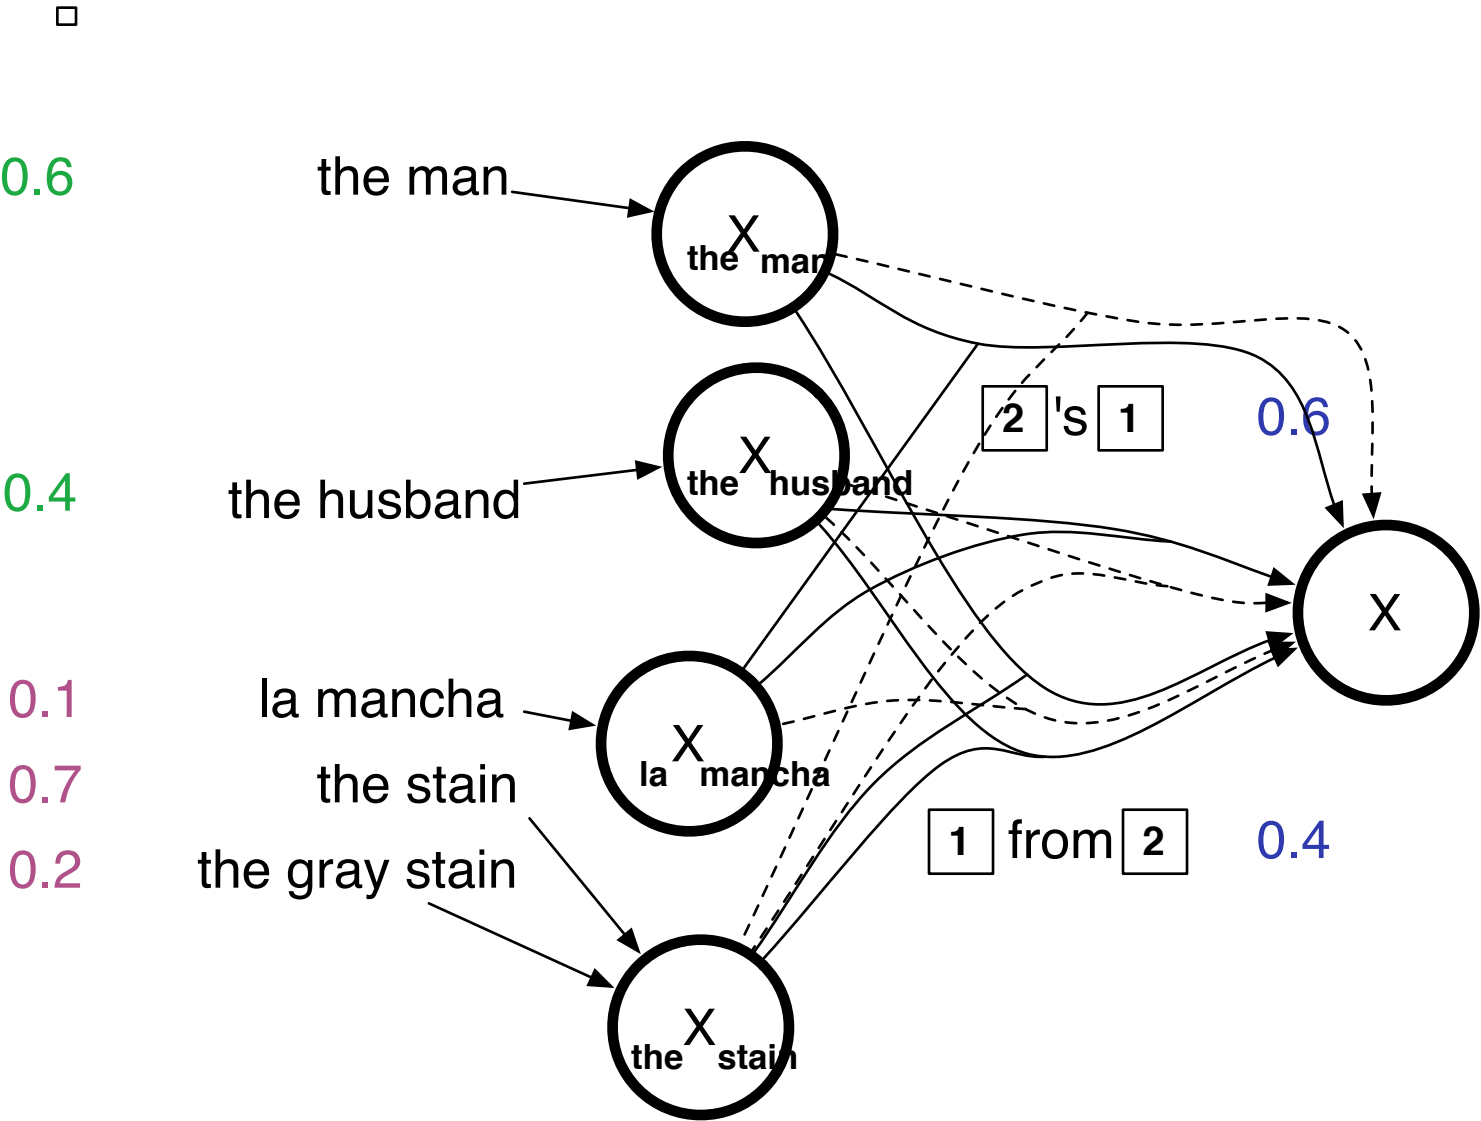 0.6 the man
the X man
2 's 1 0.6
0.4 the husband
the X husband
X
0.1 la mancha
la X mancha
0.7 the stain
0.2 the gray stain
1 from 2 0.4
the X stain